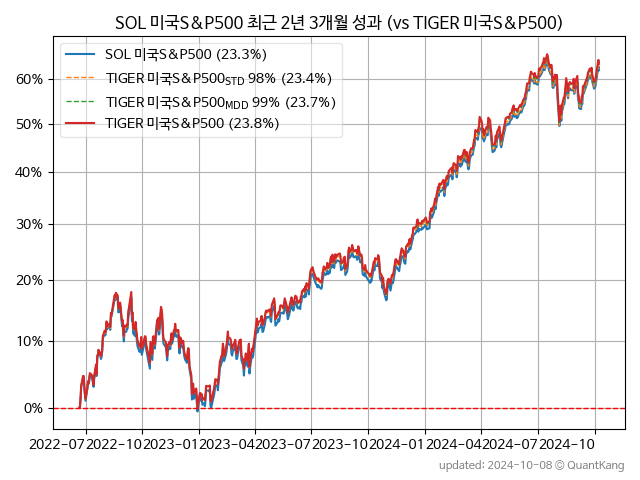 SOL 미국S&P500 최근 2년 3개월 성과 (vs TIGER 미국S&P500)
SOL 미국S&P500 (23.3%)
TIGER 미국S&P500STD 98% (23.4%)
TIGER 미국S&P500MDD 99% (23.7%)
TIGER 미국S&P500 (23.8%)
60%
50%
40%
30%
20%
10%
0%
2022-07 2022-10 2023-01 2023-04 2023-07 2023-10 2024-01 2024-04 2024-07 2024-10
updated: 2024-10-08 © QuantKang